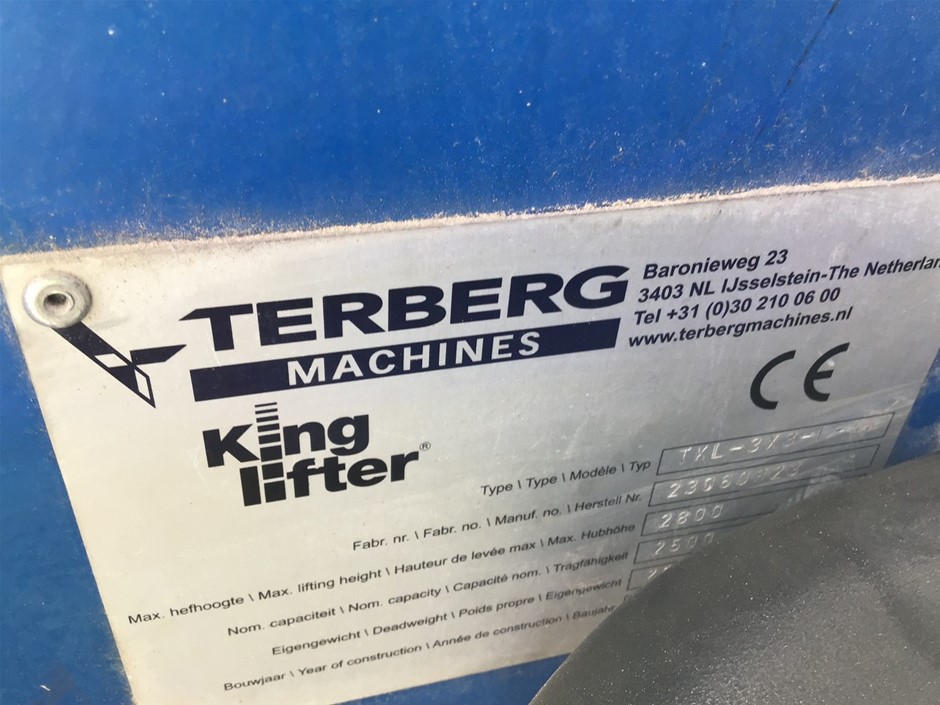 TERBERG
MACHINES
Baronieweg 23
3403 NL IJsselstein-The
Tel +31 (0)30 210 06 00
www.terbergmachines.nl
CE
King
lifter®
Type \ Type \ Modèle \ Typ
Fabr. nr. \ Fabr. no. \ Manuf. no. \ Herstell Nr.
Max. hefhoogte \ Max. lifting height \ Hauteur de levée max \ Max. Hubhöhe 2800
Nom. capaciteit \ Nom. capacity \ Capacité nom. \ Tragfähigkeit 2500
Eigengewicht \ Deadweight \ Poids propre \ Eigengewicht
Bouwjaar \ Year of construction \ Année de construction \ Baujahr